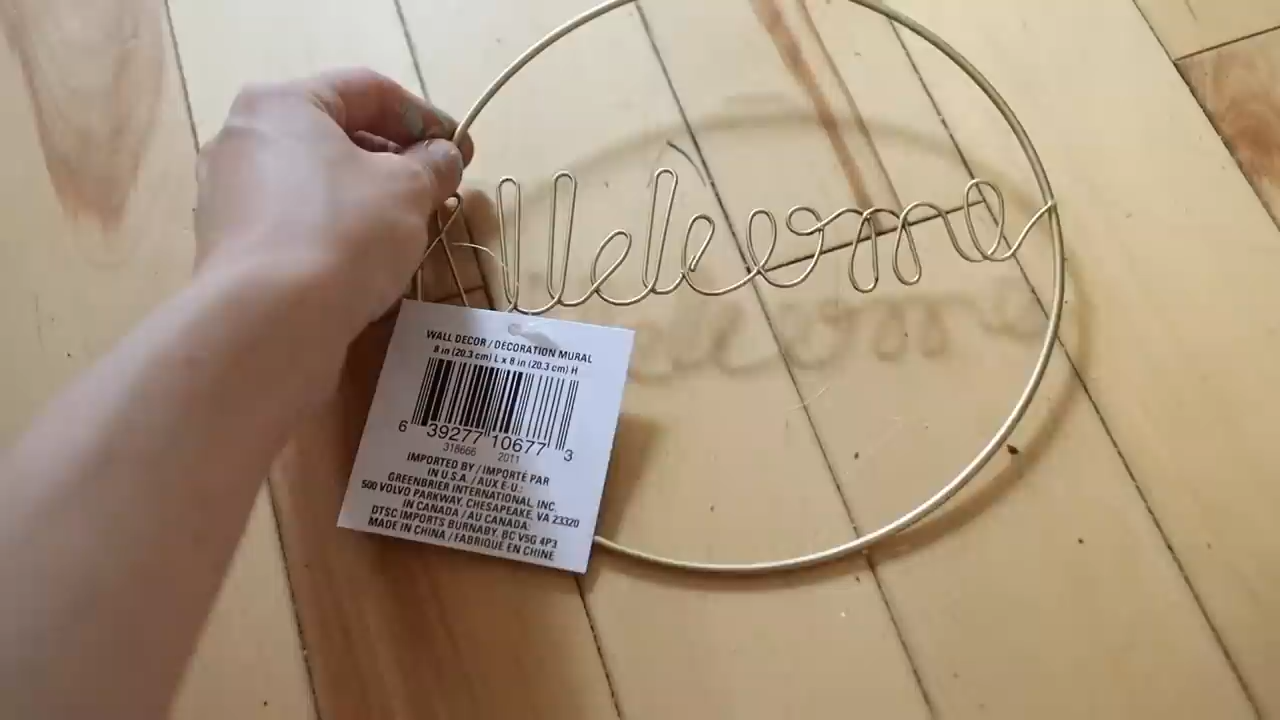 Welcome
WALL DECOR / DÉCORATION MURAL
8 in (20.3 cm) L x 8 in (20.3 cm) H
6 39277 10677 3
318666 2011
IMPORTED BY / IMPORTÉ PAR
IN U.S.A. / AUX É-U.:
GREENBRIER INTERNATIONAL, INC.
500 VOLVO PARKWAY, CHESAPEAKE, VA 23320
IN CANADA / AU CANADA:
DTSC IMPORTS BURNABY, BC V5G 4P3
MADE IN CHINA / FABRIQUÉ EN CHINE